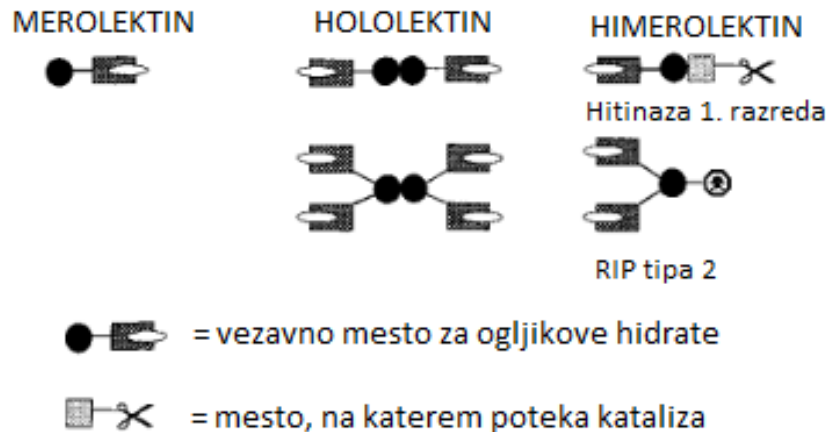 MEROLEKTIN HOLOLEKTIN HIMEROLEKTIN
Hitinaza 1. razreda
RIP tipa 2
= vezavno mesto za ogljikove hidrate
= mesto, na katerem poteka kataliza